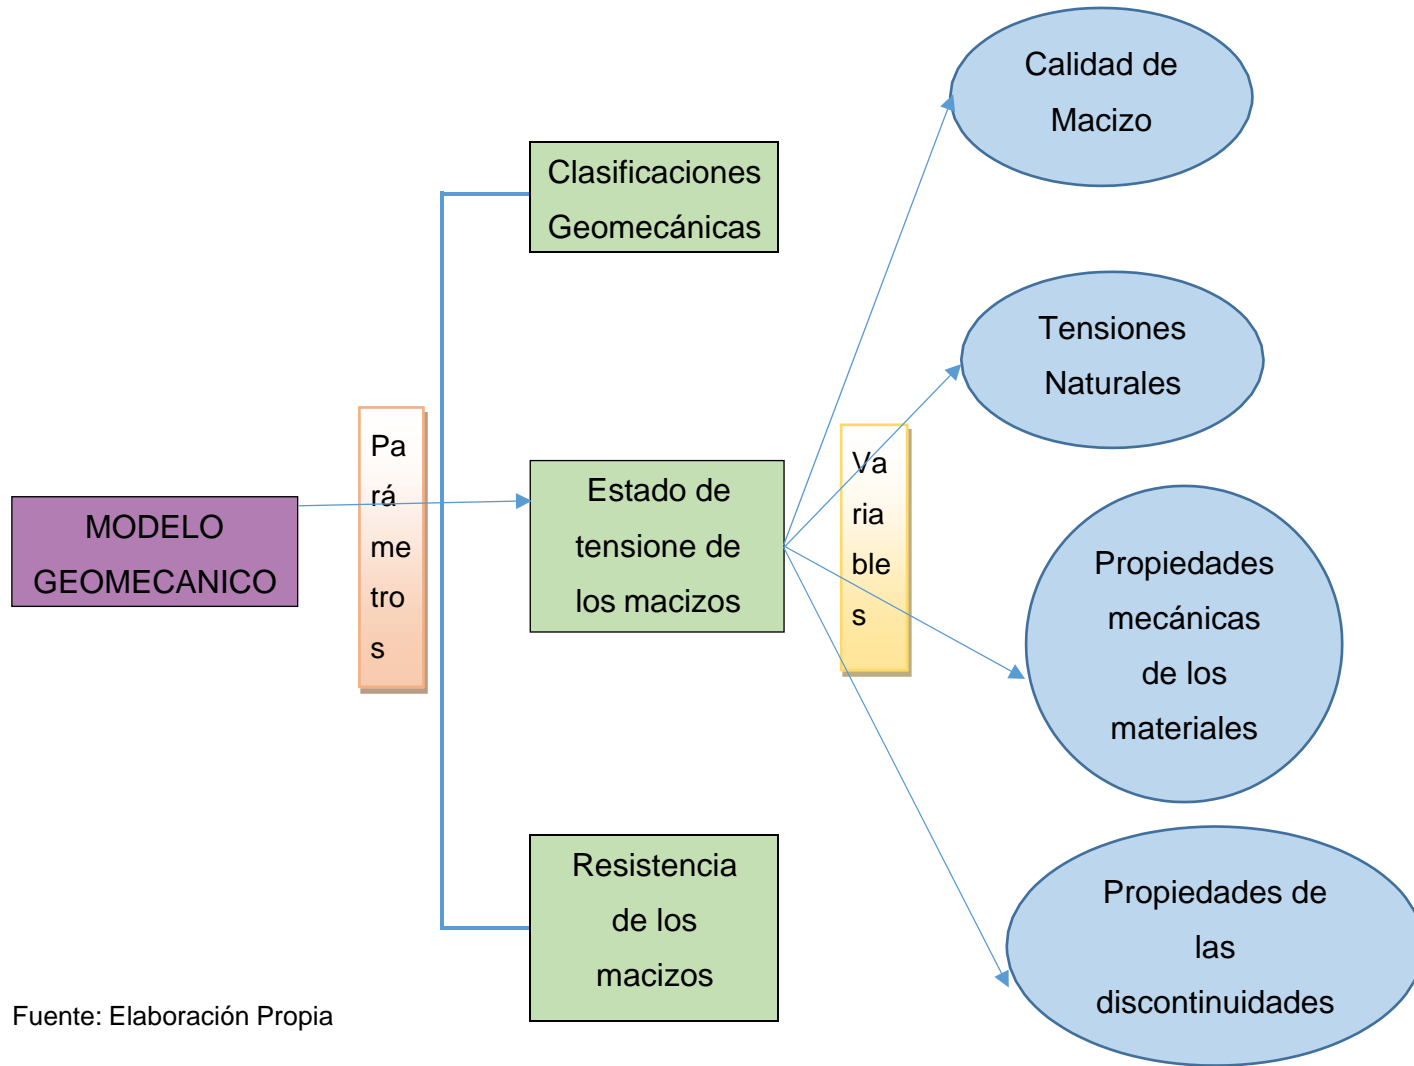 MODELO
GEOMECANICO
Pa
rá
me
tro
s
Clasificaciones
Geomecánicas
Estado de
tensione de
los macizos
Resistencia
de los
macizos
Va
ria
ble
s
Calidad de
Macizo
Tensiones
Naturales
Propiedades
mecánicas
de los
materiales
Propiedades de
las
discontinuidades
Fuente: Elaboración Propia